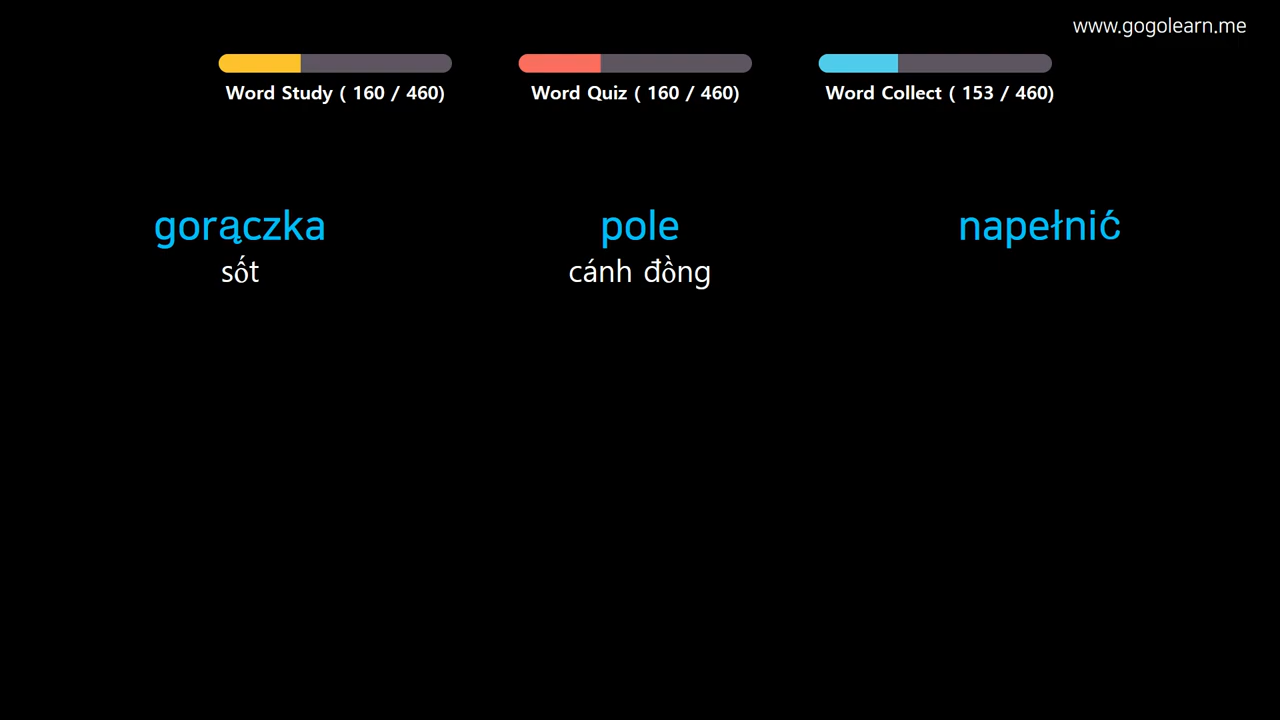 www.gogolearn.me
Word Study ( 160 / 460)
Word Quiz ( 160 / 460)
Word Collect ( 153 / 460)
gorączka
sốt
pole
cánh đồng
napełnić